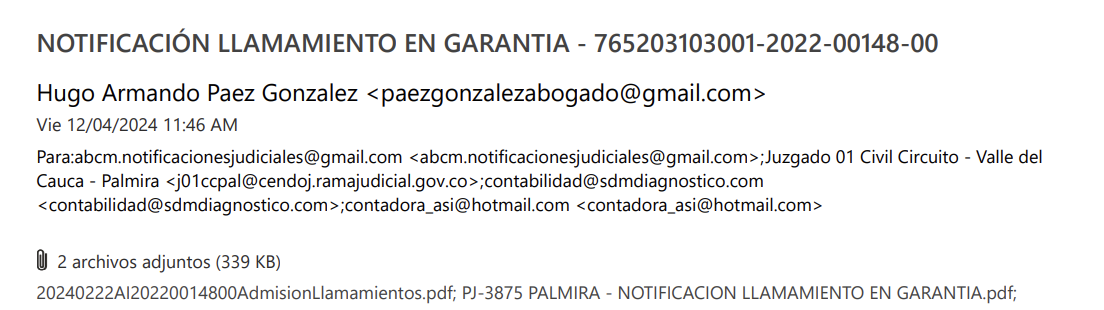 NOTIFICACIÓN LLAMAMIENTO EN GARANTIA - 765203103001-2022-00148-00
Hugo Armando Paez Gonzalez <paezgonzalezabogado@gmail.com>
Vie 12/04/2024 11:46 AM
Para:abcm.notificacionesjudiciales@gmail.com <abcm.notificacionesjudiciales@gmail.com>;Juzgado 01 Civil Circuito - Valle del
Cauca - Palmira <j01ccpal@cendoj.ramajudicial.gov.co>;contabilidad@sdmdiagnostico.com
<contabilidad@sdmdiagnostico.com>;contadora_asi@hotmail.com <contadora_asi@hotmail.com>
2 archivos adjuntos (339 KB)
20240222AI20220014800AdmisionLlamamientos.pdf; PJ-3875 PALMIRA - NOTIFICACION LLAMAMIENTO EN GARANTIA.pdf;